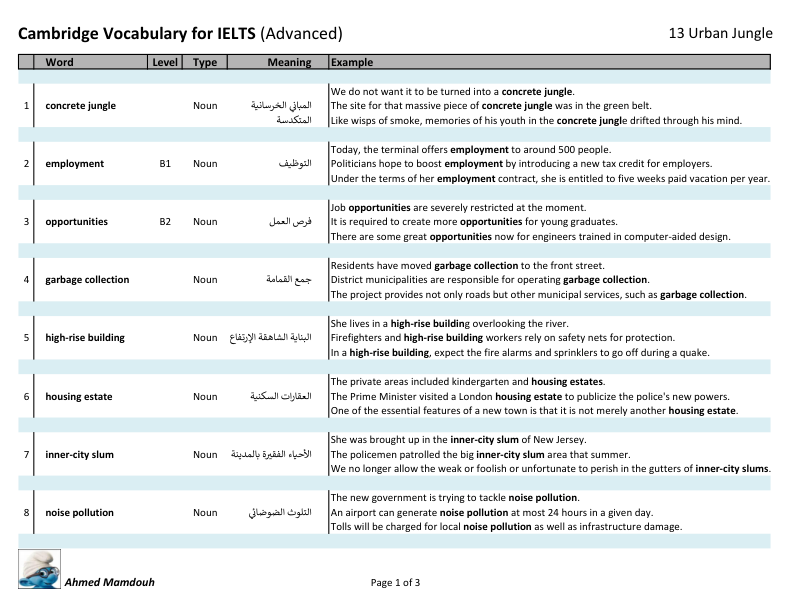 Cambridge Vocabulary for IELTS (Advanced) 13 Urban Jungle
Word Level Type Meaning Example
We do not want it to be turned into a concrete jungle.
1 concrete jungle Noun المباني الخرسانية The site for that massive piece of concrete jungle was in the green belt.
المتكدسة Like wisps of smoke, memories of his youth in the concrete jungle drifted through his mind.
Today, the terminal offers employment to around 500 people.
2 employment B1 Noun التوظيف Politicians hope to boost employment by introducing a new tax credit for employers.
Under the terms of her employment contract, she is entitled to five weeks paid vacation per year.
Job opportunities are severely restricted at the moment.
3 opportunities B2 Noun فرص العمل It is required to create more opportunities for young graduates.
There are some great opportunities now for engineers trained in computer-aided design.
Residents have moved garbage collection to the front street.
4 garbage collection Noun جمع القمامة District municipalities are responsible for operating garbage collection.
The project provides not only roads but other municipal services, such as garbage collection.
She lives in a high-rise building overlooking the river.
5 high-rise building Noun البناية الشاهقة الإرتفاع Firefighters and high-rise building workers rely on safety nets for protection.
In a high-rise building, expect the fire alarms and sprinklers to go off during a quake.
The private areas included kindergarten and housing estates.
6 housing estate Noun العقارات السكنية The Prime Minister visited a London housing estate to publicize the police's new powers.
One of the essential features of a new town is that it is not merely another housing estate.
She was brought up in the inner-city slum of New Jersey.
7 inner-city slum Noun الأحياء الفقيرة بالمدينة The policemen patrolled the big inner-city slum area that summer.
We no longer allow the weak or foolish or unfortunate to perish in the gutters of inner-city slums.
The new government is trying to tackle noise pollution.
8 noise pollution Noun التلوث الضوضائي An airport can generate noise pollution at most 24 hours in a given day.
Tolls will be charged for local noise pollution as well as infrastructure damage.
Ahmed Mamdouh Page 1 of 3